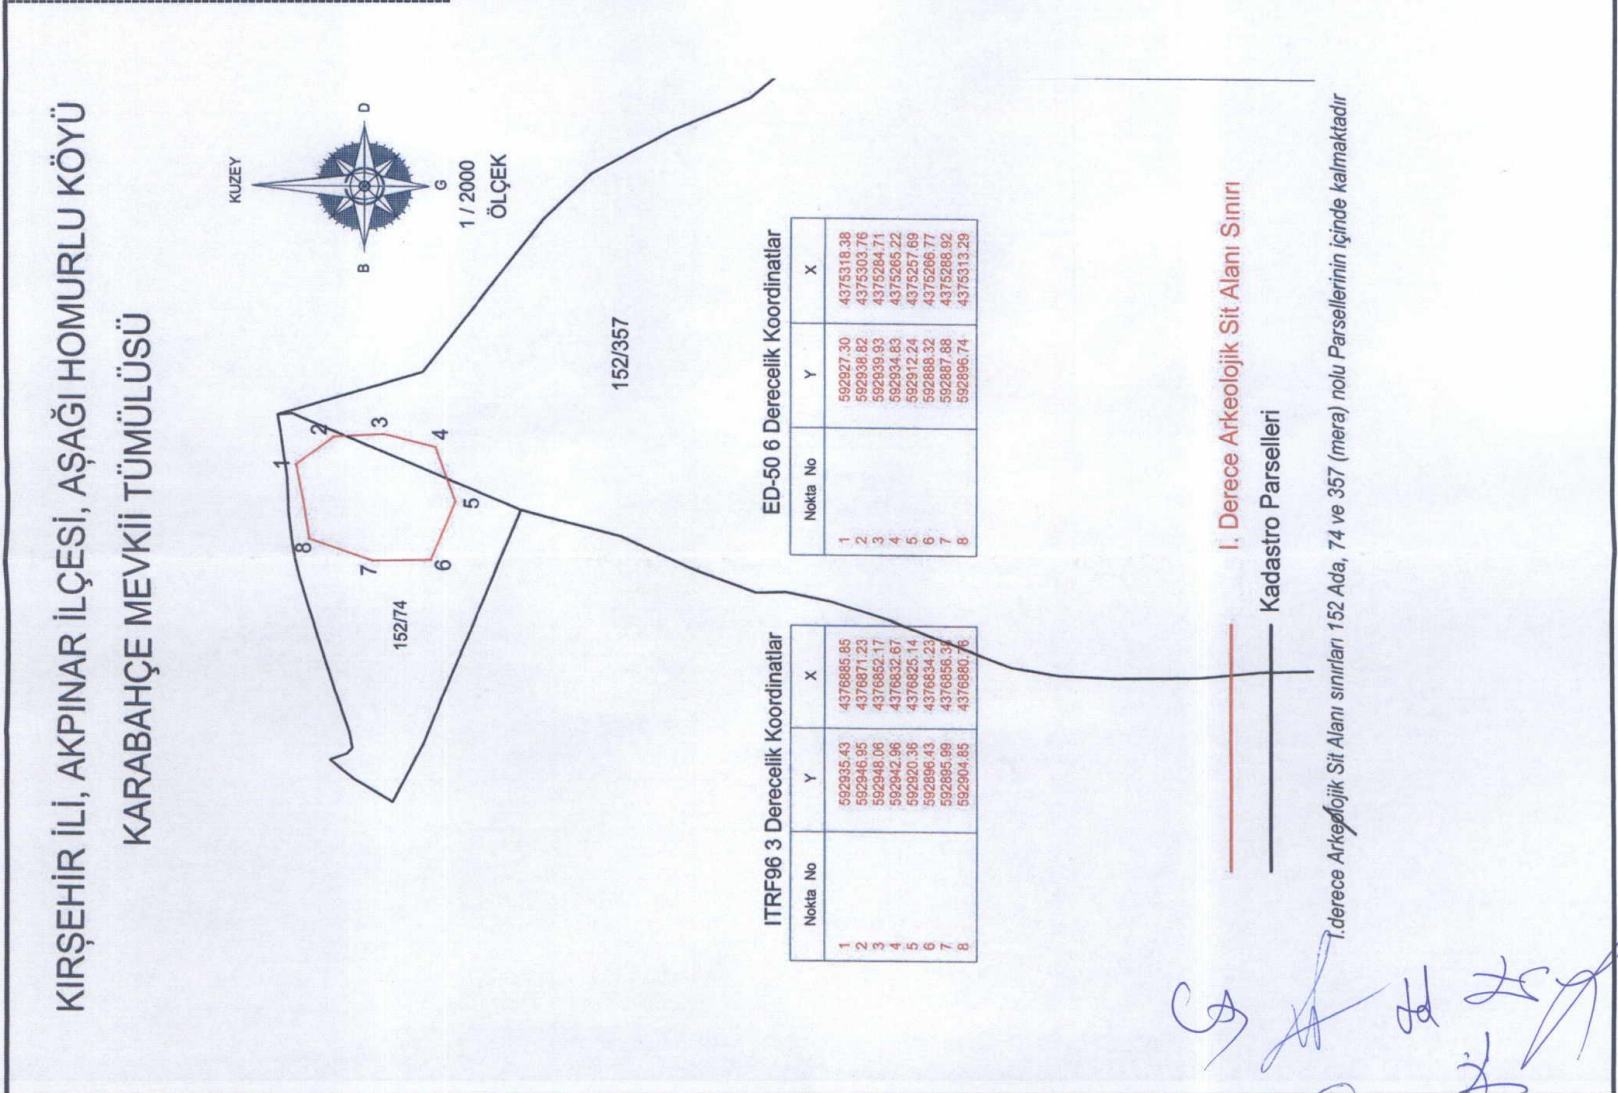 KIRŞEHİR İLİ, AKPINAR İLÇESİ, AŞAĞI HOMURLU KÖYÜ
KARABAHÇE MEVKİİ TÜMÜLÜSÜ
KUZEY
B
D
G
1 / 2000
ÖLÇEK
1
2
3
4
5
6
7
8
152/74
152/357
ITRF96 3 Derecelik Koordinatlar
Nokta No Y X
1 592935.43 4376885.85
2 592946.95 4376871.23
3 592948.06 4376852.17
4 592942.96 4376832.67
5 592920.36 4376825.14
6 592896.43 4376834.23
7 592895.99
8 592904.85
ED-50 6 Derecelik Koordinatlar
Nokta No Y X
1 592927.30 4375318.38
2 592938.82 4375303.76
3 592939.93 4375284.71
4 592934.83 4375265.22
5 592912.24 4375257.69
6 592888.32 4375266.77
7 592887.88 4375288.92
8 592896.74 4375313.29
I. Derece Arkeolojik Sit Alanı Sınırı
Kadastro Parselleri
I.derece Arkeolojik Sit Alanı sınırları 152 Ada, 74 ve 357 (mera) nolu Parsellerinin içinde kalmaktadır